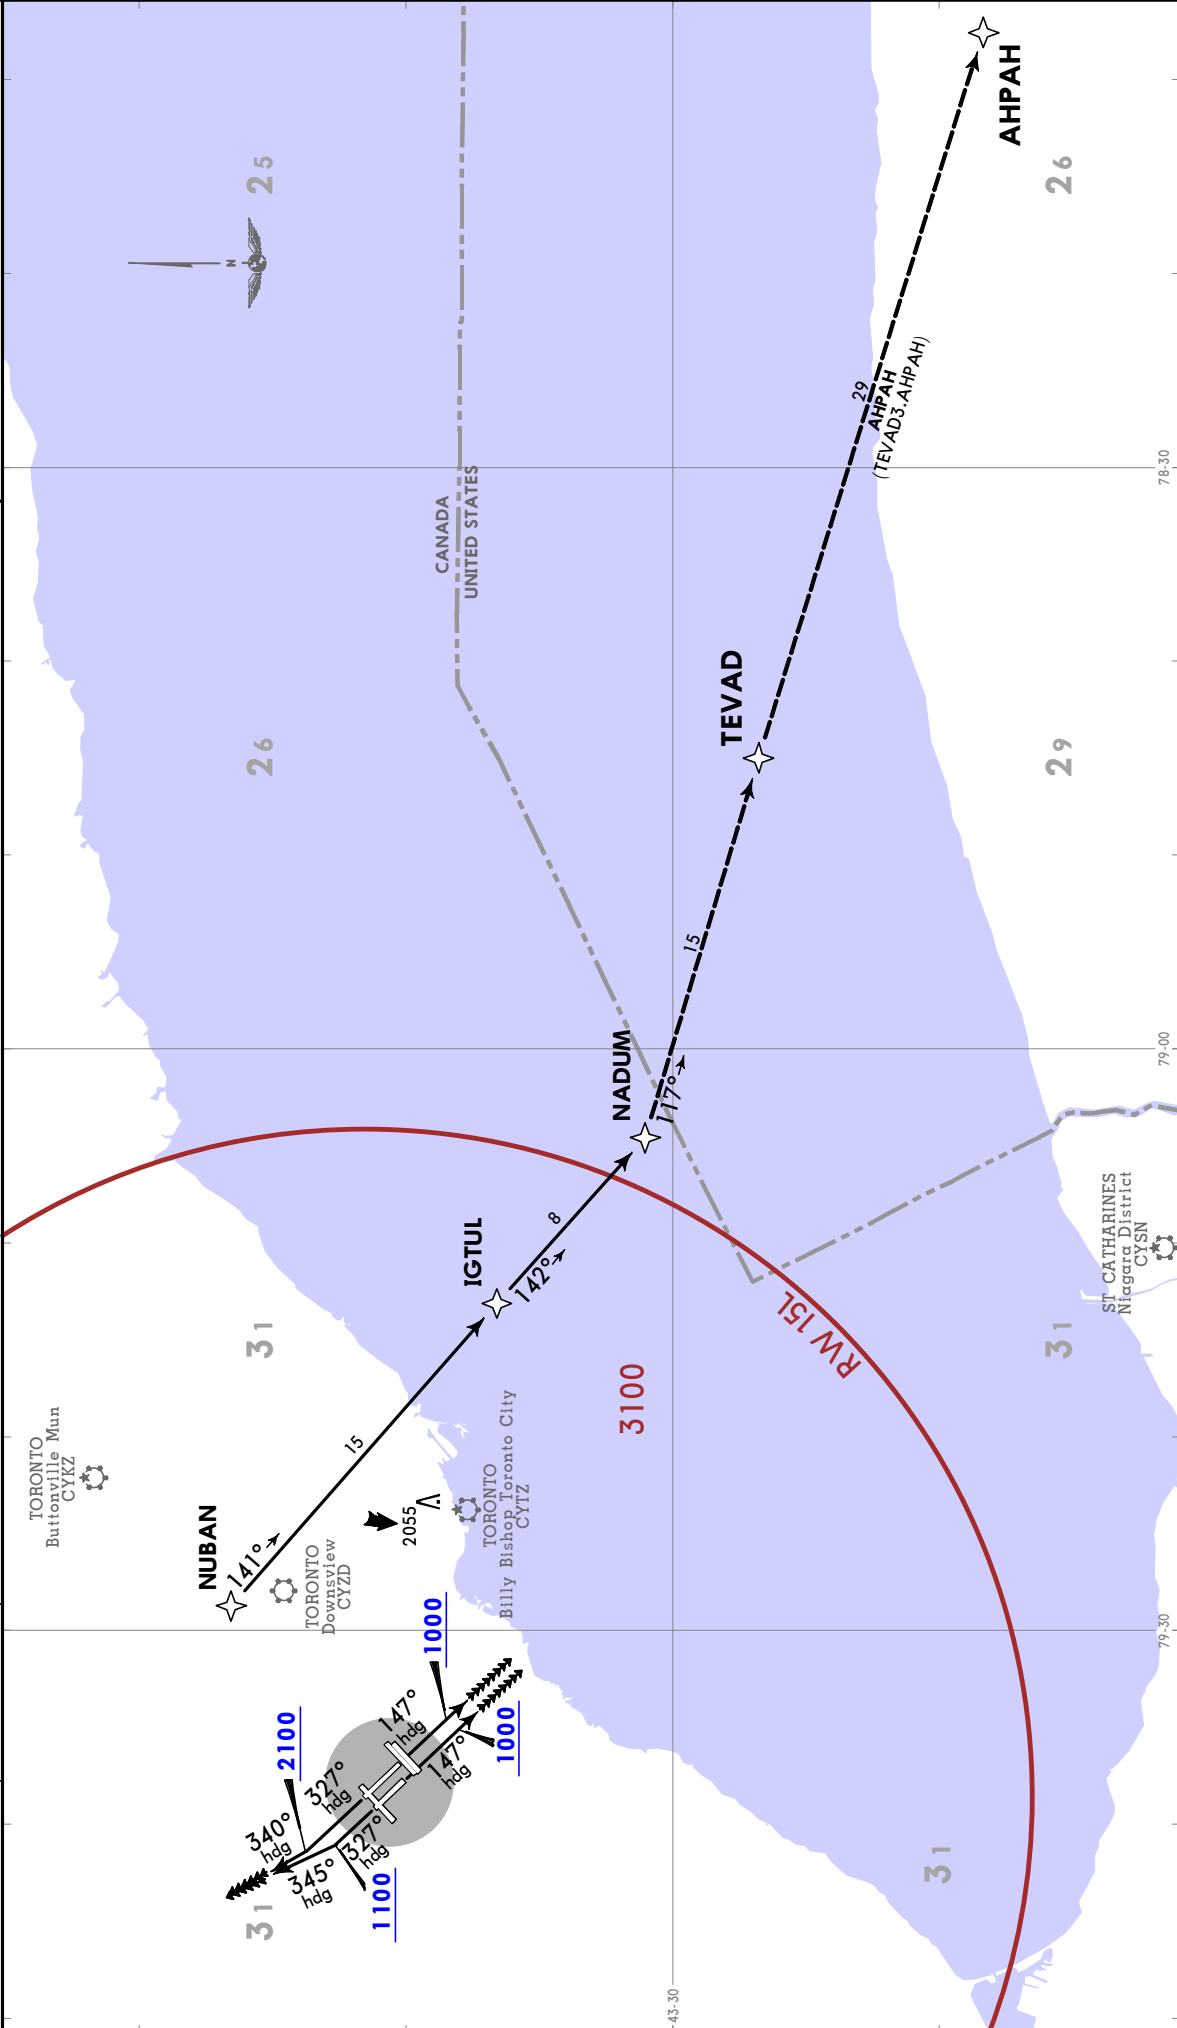 25
N
CANADA
UNITED STATES
26
AHPAH
26
29
AHPAH
(TEVAD3.AHPAH)
78-30
TEVAD
29
15
NADUM
117°
79-00
8
142°
IGTUL
31
RW 15L
3100
ST CATHARINES
Niagara District
CYSN
31
TORONTO
Buttonville Mun
CYKZ
15
NUBAN
141°
TORONTO
Downsview
CYZD
2055
TORONTO
Billy Bishop Toronto City
CYTZ
79-30
2100
1000
1000
1100
147°
hdg
147°
hdg
327°
hdg
327°
hdg
340°
hdg
345°
hdg
31
31
43-30